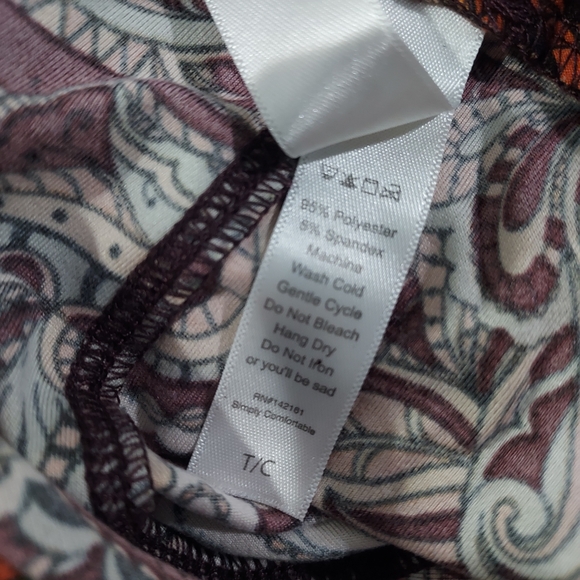 95% Polyester
5% Spandex
Machina
Wash Cold
Gentle Cycle
Do Not Bleach
Hang Dry
Do Not Iron
or you'll be sad
RN#142181
Simply Comfortable
T/C